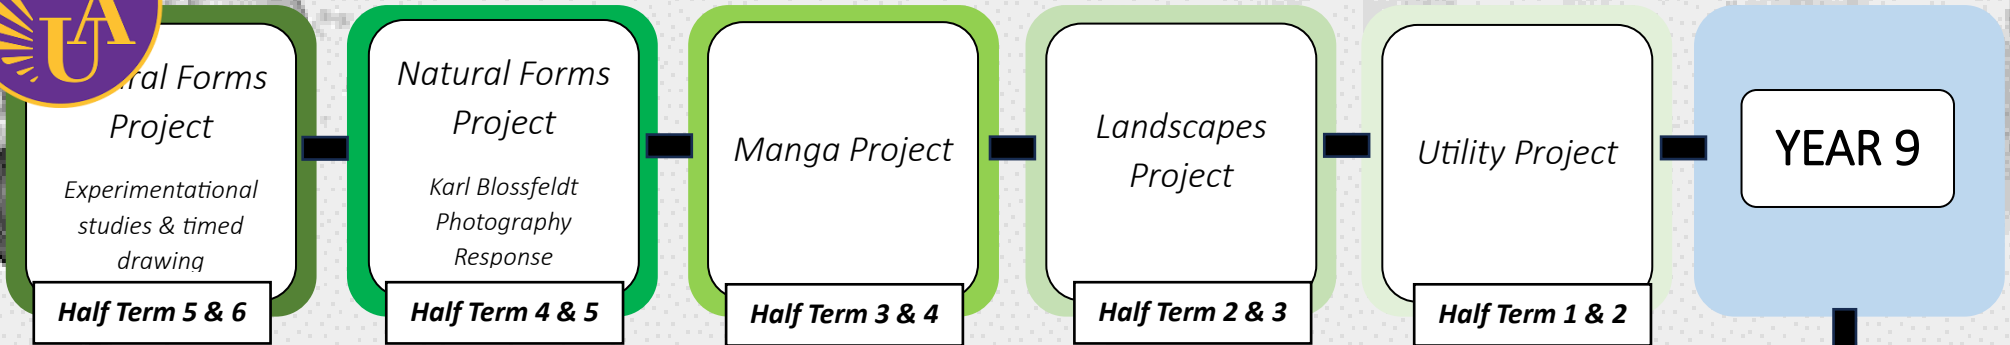 UA
Forms
Project
Experimentational
studies & timed
drawing
Half Term 5 & 6
Natural Forms
Project
Karl Blossfeldt
Photography
Response
Half Term 4 & 5
Manga Project
Half Term 3 & 4
Landscapes
Project
Half Term 2 & 3
Utility Project
Half Term 1 & 2
YEAR 9